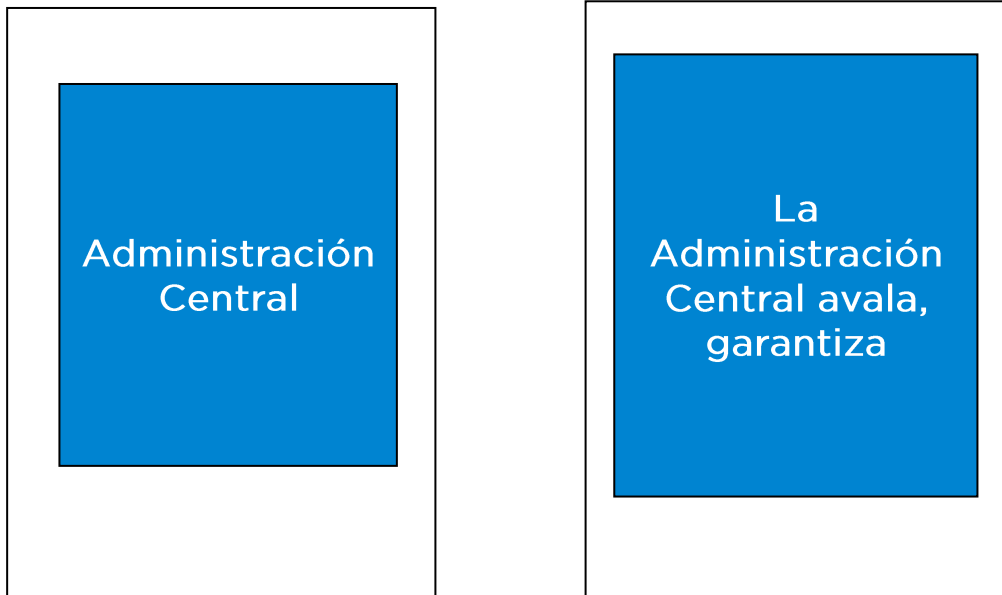 Administración
Central
La
Administración
Central avala,
garantiza